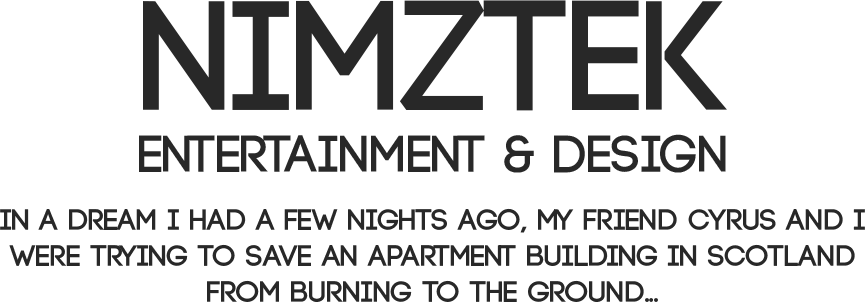 NIMZTEK
ENTERTAINMENT & DESIGN
IN A DREAM I HAD A FEW NIGHTS AGO, MY FRIEND CYRUS AND I
WERE TRYING TO SAVE AN APARTMENT BUILDING IN SCOTLAND
FROM BURNING TO THE GROUND...